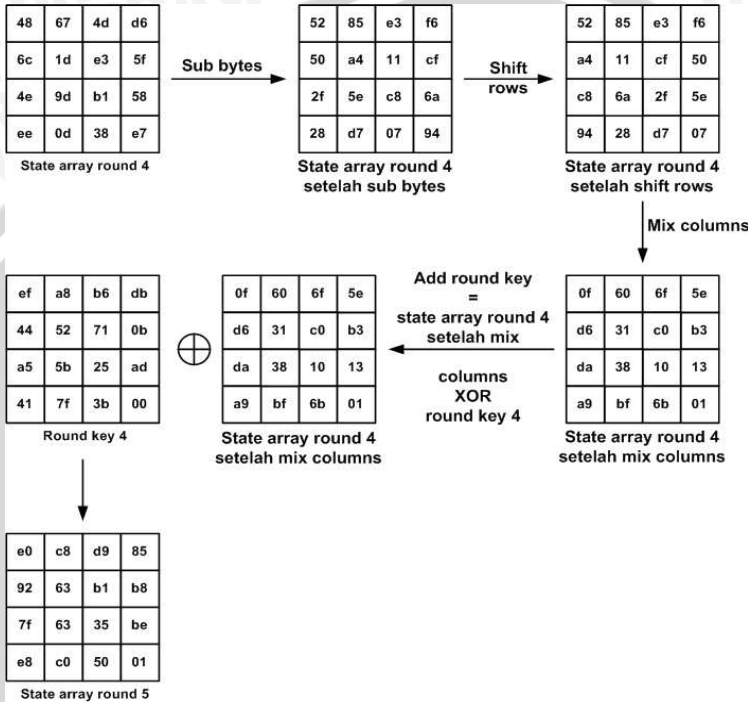 48 67 4d d6
6c 1d e3 5f
4e 9d b1 58
ee 0d 38 e7
State array round 4
Sub bytes
52 85 e3 f6
50 a4 11 cf
2f 5e c8 6a
28 d7 07 94
State array round 4
setelah sub bytes
Shift
rows
52 85 e3 f6
a4 11 cf 50
c8 6a 2f 5e
94 28 d7 07
State array round 4
setelah shift rows
Mix columns
ef a8 b6 db
44 52 71 0b
a5 5b 25 ad
41 7f 3b 00
Round key 4
0f 60 6f 5e
d6 31 c0 b3
da 38 10 13
a9 bf 6b 01
State array round 4
setelah mix columns
Add round key
=
state array round 4
setelah mix
columns
XOR
round key 4
0f 60 6f 5e
d6 31 c0 b3
da 38 10 13
a9 bf 6b 01
State array round 4
setelah mix columns
e0 c8 d9 85
92 63 b1 b8
7f 63 35 be
e8 c0 50 01
State array round 5